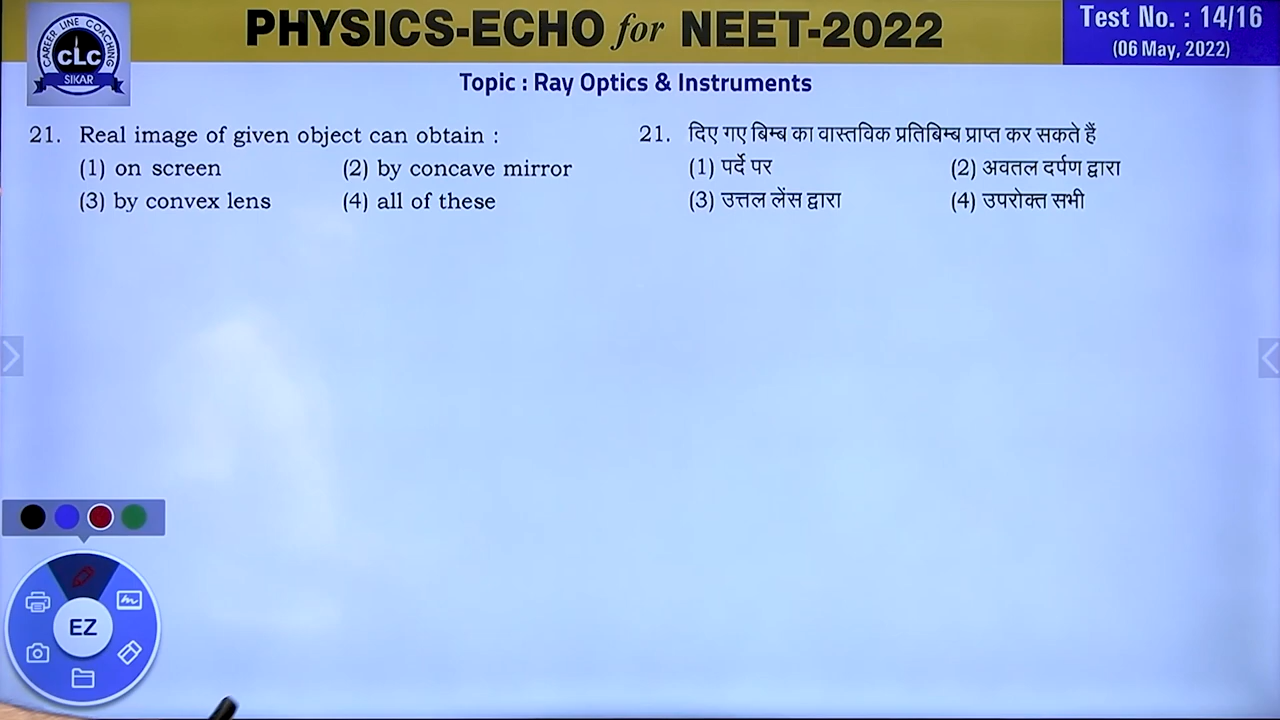 CAREER LINE COACHING
CLC
SIKAR
PHYSICS-ECHO for NEET-2022
Test No. : 14/16
(06 May, 2022)
Topic : Ray Optics & Instruments
21. Real image of given object can obtain :
(1) on screen (2) by concave mirror
(3) by convex lens (4) all of these
21. दिए गए बिम्ब का वास्तविक प्रतिबिम्ब प्राप्त कर सकते हैं
(1) पर्दे पर (2) अवतल दर्पण द्वारा
(3) उत्तल लेंस द्वारा (4) उपरोक्त सभी
EZ